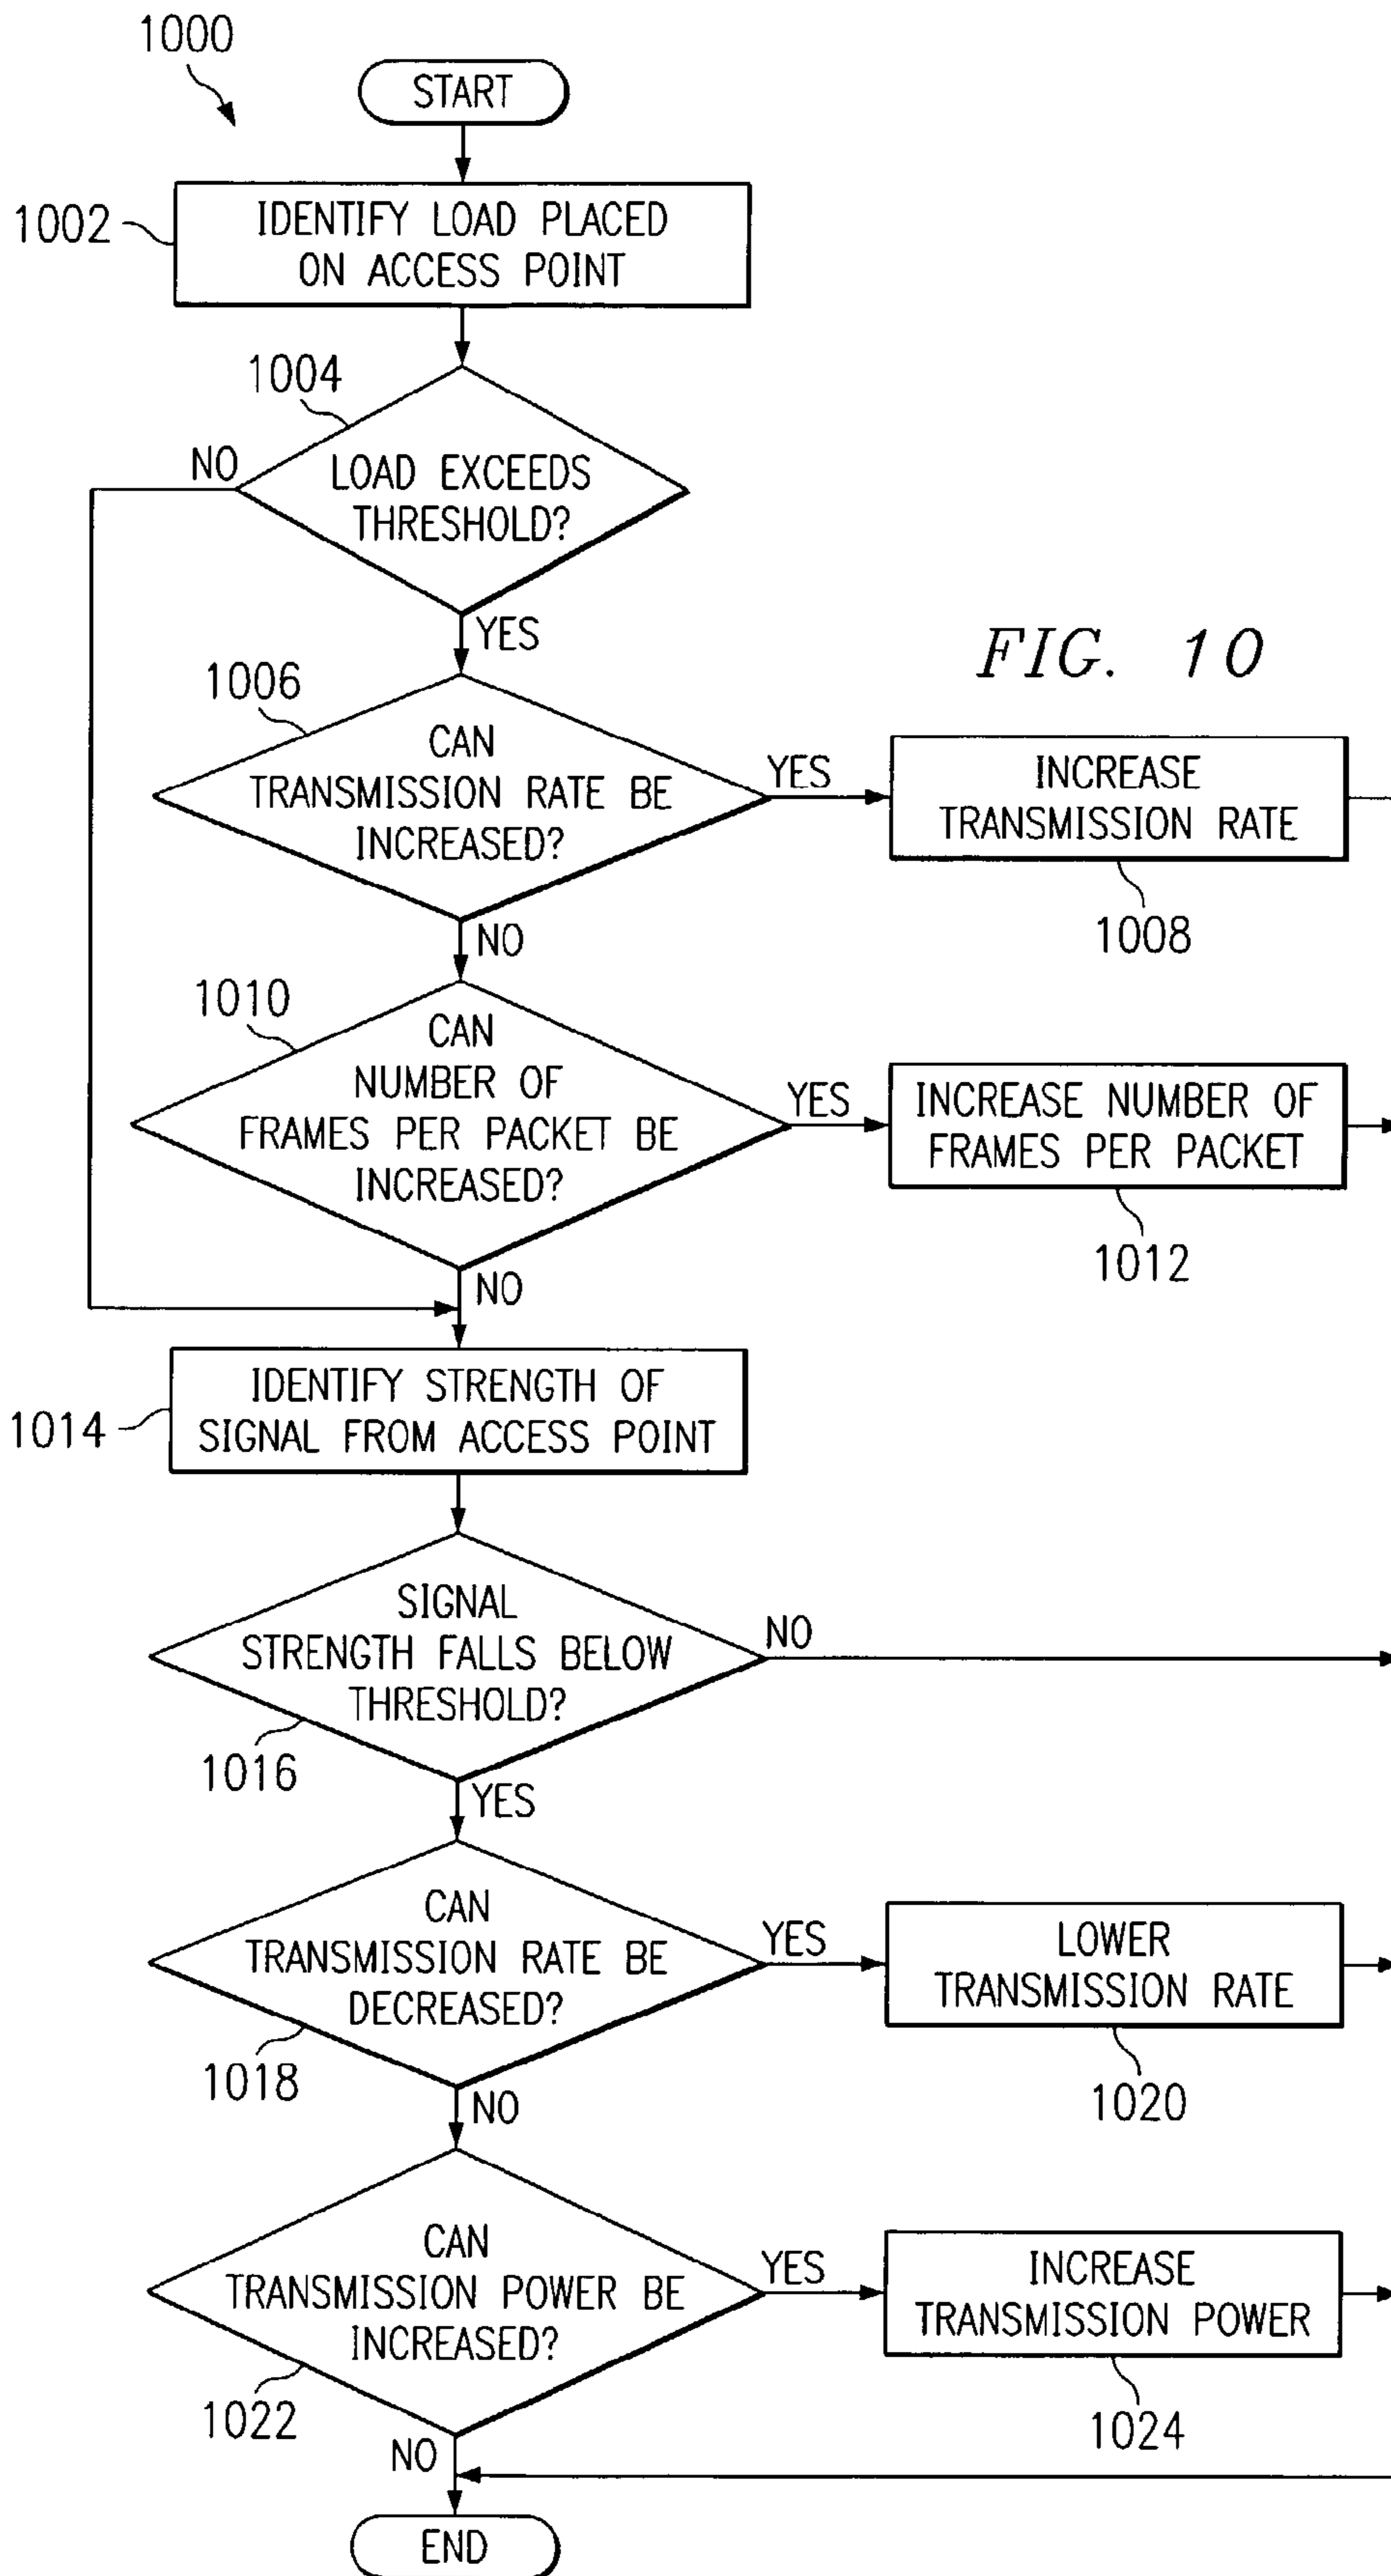 1000
START
1002
IDENTIFY LOAD PLACED
ON ACCESS POINT
1004
NO
LOAD EXCEEDS
THRESHOLD?
YES
FIG. 10
1006
CAN
TRANSMISSION RATE BE
INCREASED?
YES
INCREASE
TRANSMISSION RATE
1008
NO
1010
CAN
NUMBER OF
FRAMES PER PACKET BE
INCREASED?
YES
INCREASE NUMBER OF
FRAMES PER PACKET
1012
NO
IDENTIFY STRENGTH OF
SIGNAL FROM ACCESS POINT
1014
SIGNAL
STRENGTH FALLS BELOW
THRESHOLD?
NO
1016
YES
CAN
TRANSMISSION RATE BE
DECREASED?
YES
LOWER
TRANSMISSION RATE
1018
1020
NO
CAN
TRANSMISSION POWER BE
INCREASED?
YES
INCREASE
TRANSMISSION POWER
1022
1024
NO
END